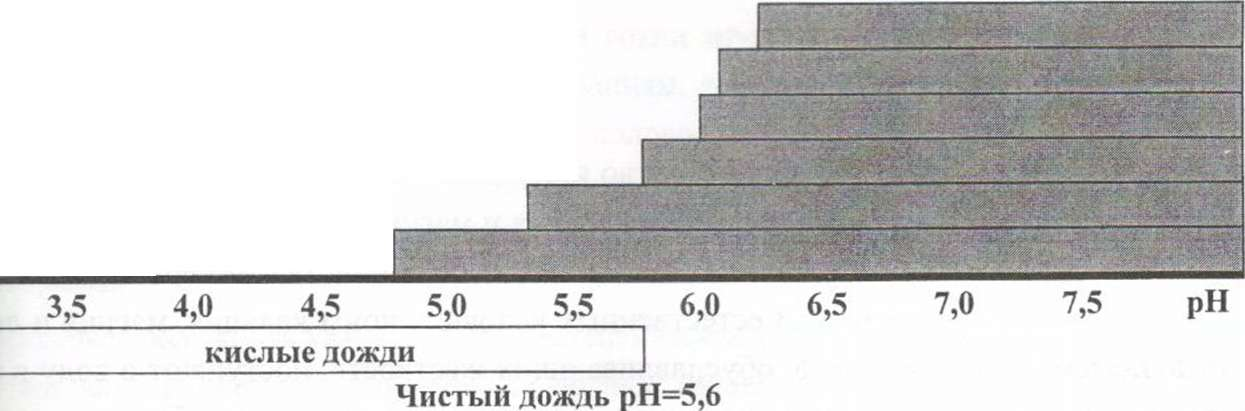 3,5 4,0 4,5 5,0 5,5 6,0 6,5 7,0 7,5 pH
кислые дожди
Чистый дождь pH=5,6